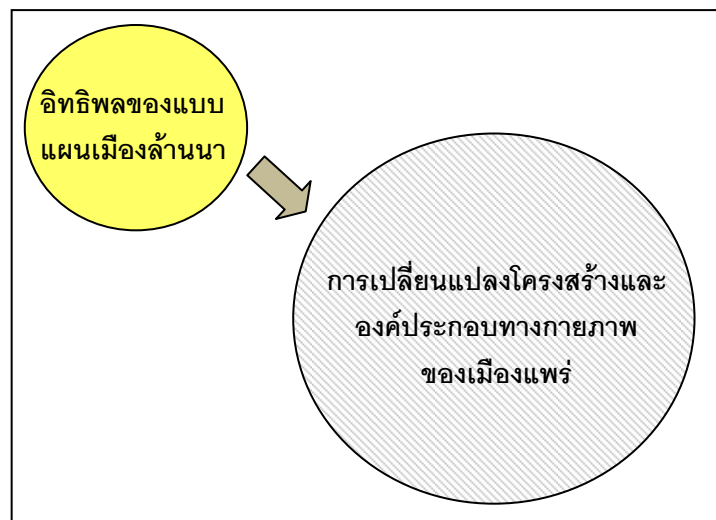 อิทธิพลของแบบ
แผนเมืองล้านนา
การเปลี่ยนแปลงโครงสร้างและ
องค์ประกอบทางกายภาพ
ของเมืองแพร่